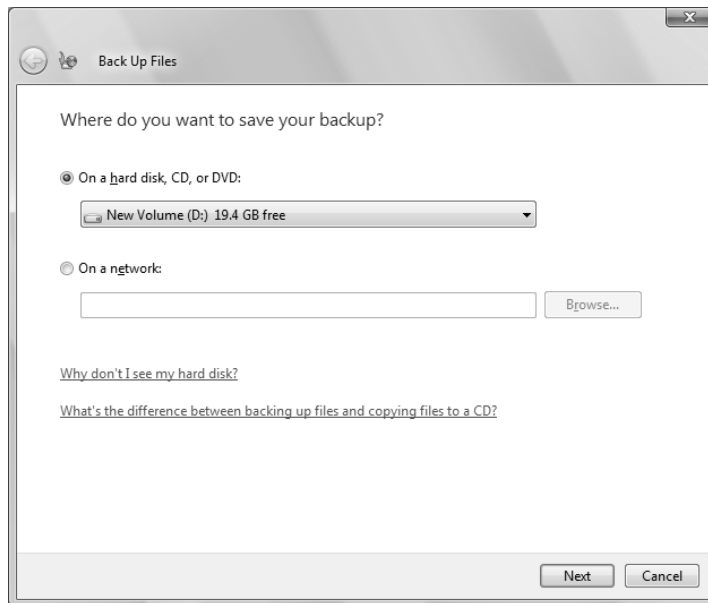 Back Up Files
Where do you want to save your backup?
On a hard disk, CD, or DVD:
New Volume (D:) 19.4 GB free
On a network:
Browse...
Why don't I see my hard disk?
What's the difference between backing up files and copying files to a CD?
Next Cancel